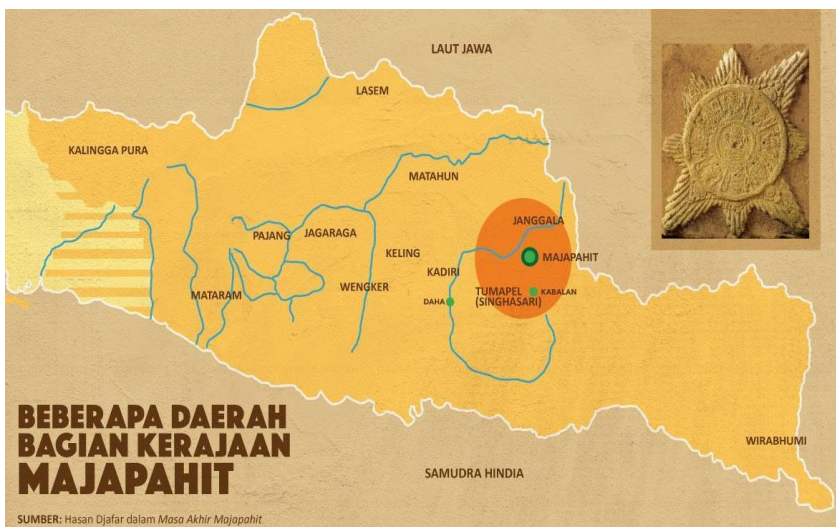 LAUT JAWA
LASEM
KALINGGA PURA
MATAHUN
JANGGALA
PAJANG
JAGARAGA
KELING
MAJAPAHIT
KADIRI
MATARAM
WENGKER
TUMAPEL
(SINGHASARI)
KABALAN
DAHA
BEBERAPA DAERAH
BAGIAN KERAJAAN
MAJAPAHIT
WIRABHUMI
SAMUDRA HINDIA
SUMBER: Hasan Djafar dalam Masa Akhir Majapahit